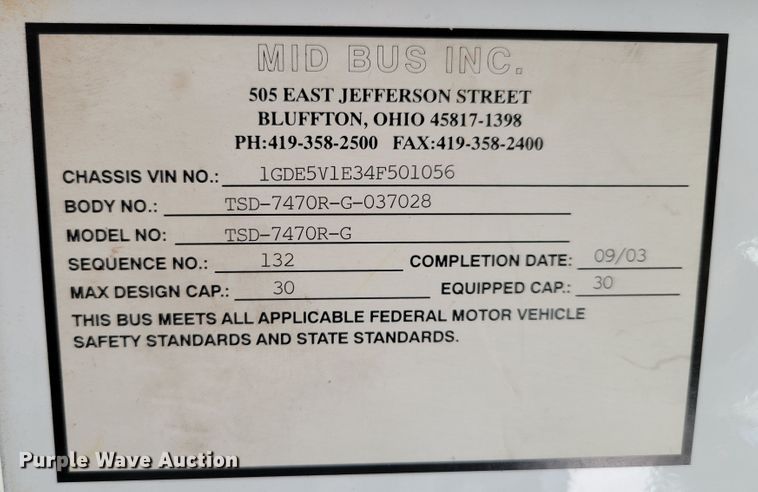 MID BUS INC.
505 EAST JEFFERSON STREET
BLUFFTON, OHIO 45817-1398
PH:419-358-2500 FAX:419-358-2400
CHASSIS VIN NO.: 1GDE5V1E34F501056
BODY NO.: TSD-7470R-G-037028
MODEL NO: TSD-7470R-G
SEQUENCE NO.: 132 COMPLETION DATE: 09/03
MAX DESIGN CAP.: 30 EQUIPPED CAP.: 30
THIS BUS MEETS ALL APPLICABLE FEDERAL MOTOR VEHICLE
SAFETY STANDARDS AND STATE STANDARDS.
Purple Wave Auction